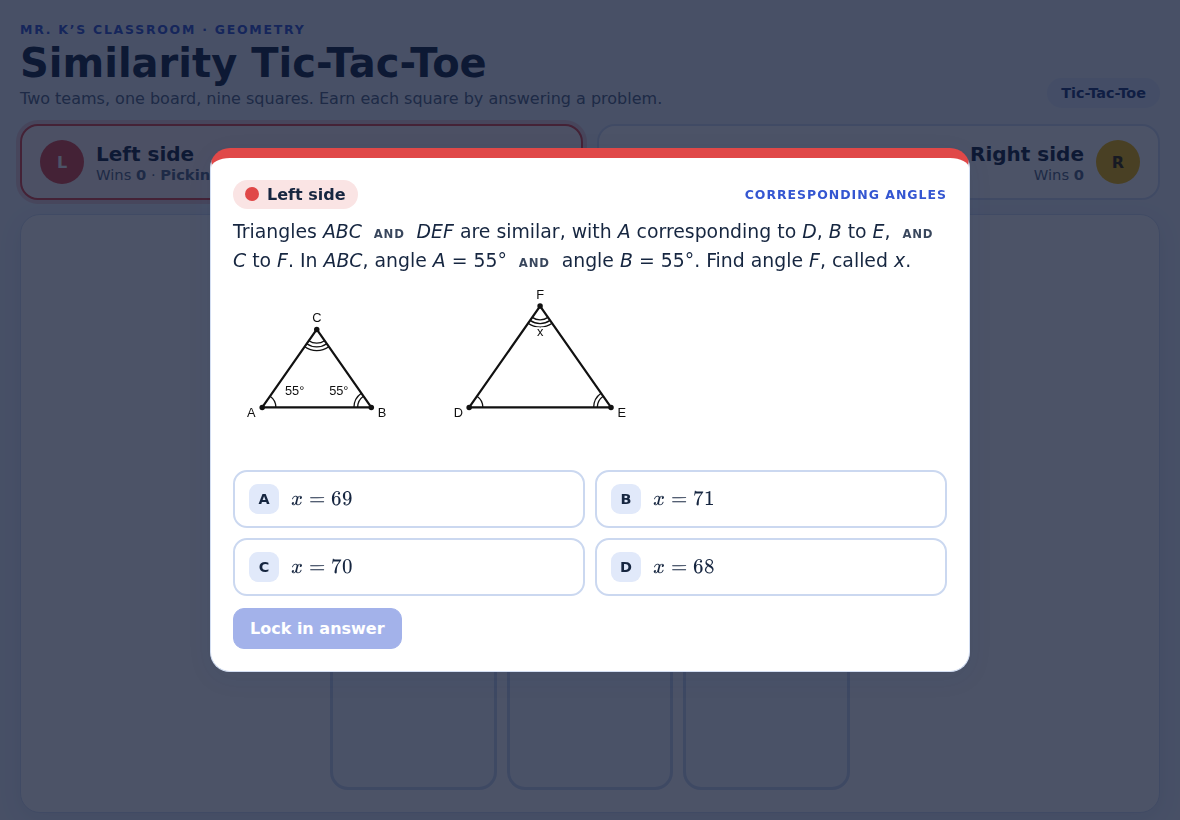 MR. K'S CLASSROOM · GEOMETRY
Similarity Tic-Tac-Toe
Two teams, one board, nine squares. Earn each square by answering a problem.
Tic-Tac-Toe
L
Left side
Wins 0 · Pickin
Right side
Wins 0
R
Left side
CORRESPONDING ANGLES
Triangles ABC AND DEF are similar, with A corresponding to D, B to E, AND
C to F. In ABC, angle A = 55° AND angle B = 55°. Find angle F, called x.
C
55°
55°
A
B
F
x
D
E
A x = 69
B x = 71
C x = 70
D x = 68
Lock in answer